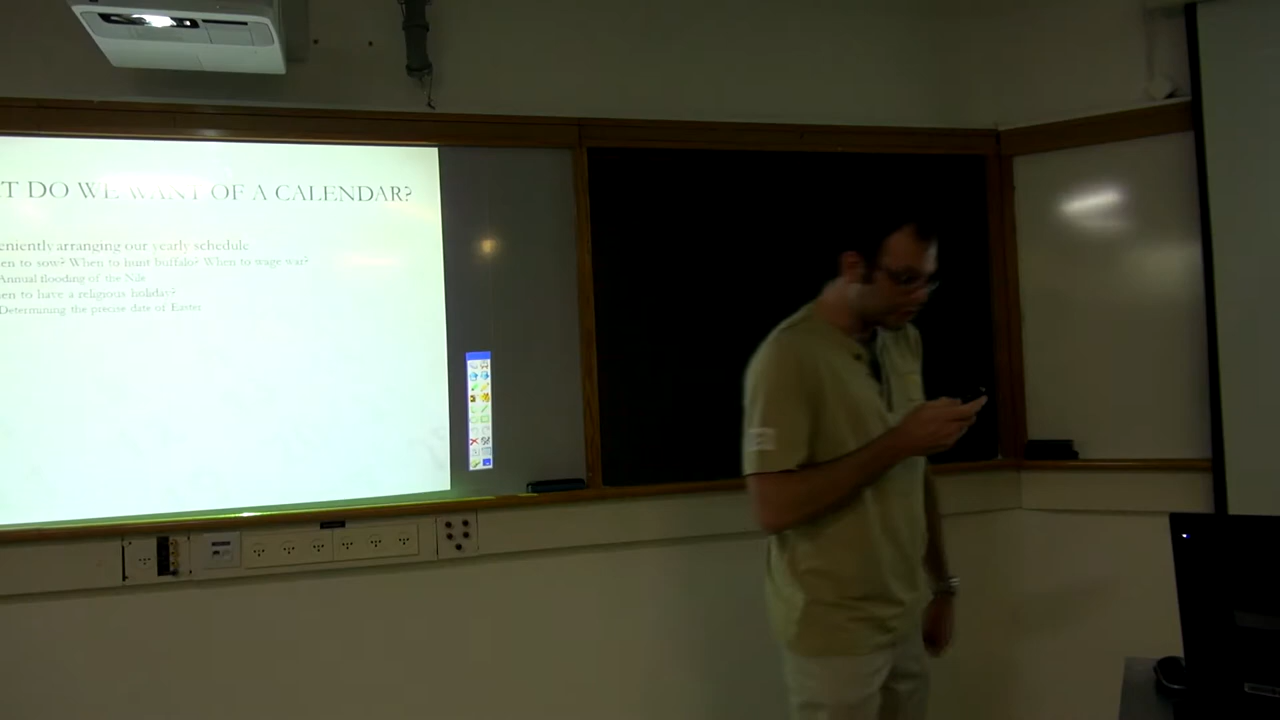 T DO WE WANT OF A CALENDAR?
eniently arranging our yearly schedule
en to sow? When to hunt buffalo? When to wage war?
Annual flooding of the Nile
en to have a religious holiday?
Determining the precise date of Easter